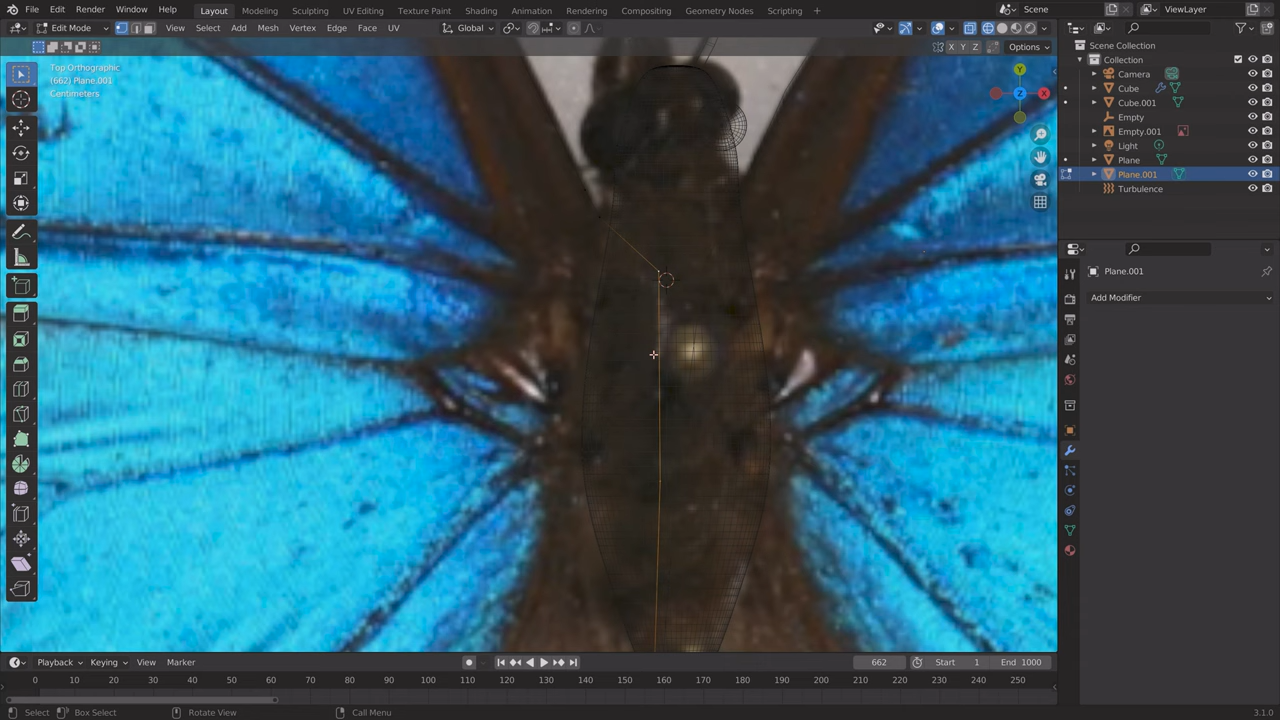 File Edit Render Window Help
Layout Modeling Sculpting UV Editing Texture Paint Shading Animation Rendering Compositing Geometry Nodes Scripting
Scene
ViewLayer
Edit Mode View Select Add Mesh Vertex Edge Face UV
Global
X Y Z Options
Top Orthographic
(662) Plane.001
Centimeters
Y
Z X
Scene Collection
Collection
Camera
Cube
Cube.001
Empty
Empty.001
Light
Plane
Plane.001
Turbulence
Plane.001
Add Modifier
Playback Keying View Marker
662 Start 1 End 1000
0 10 20 30 40 50 60 70 80 90 100 110 120 130 140 150 160 170 180 190 200 210 220 230 240 250
Select Box Select Rotate View Call Menu 3.1.0